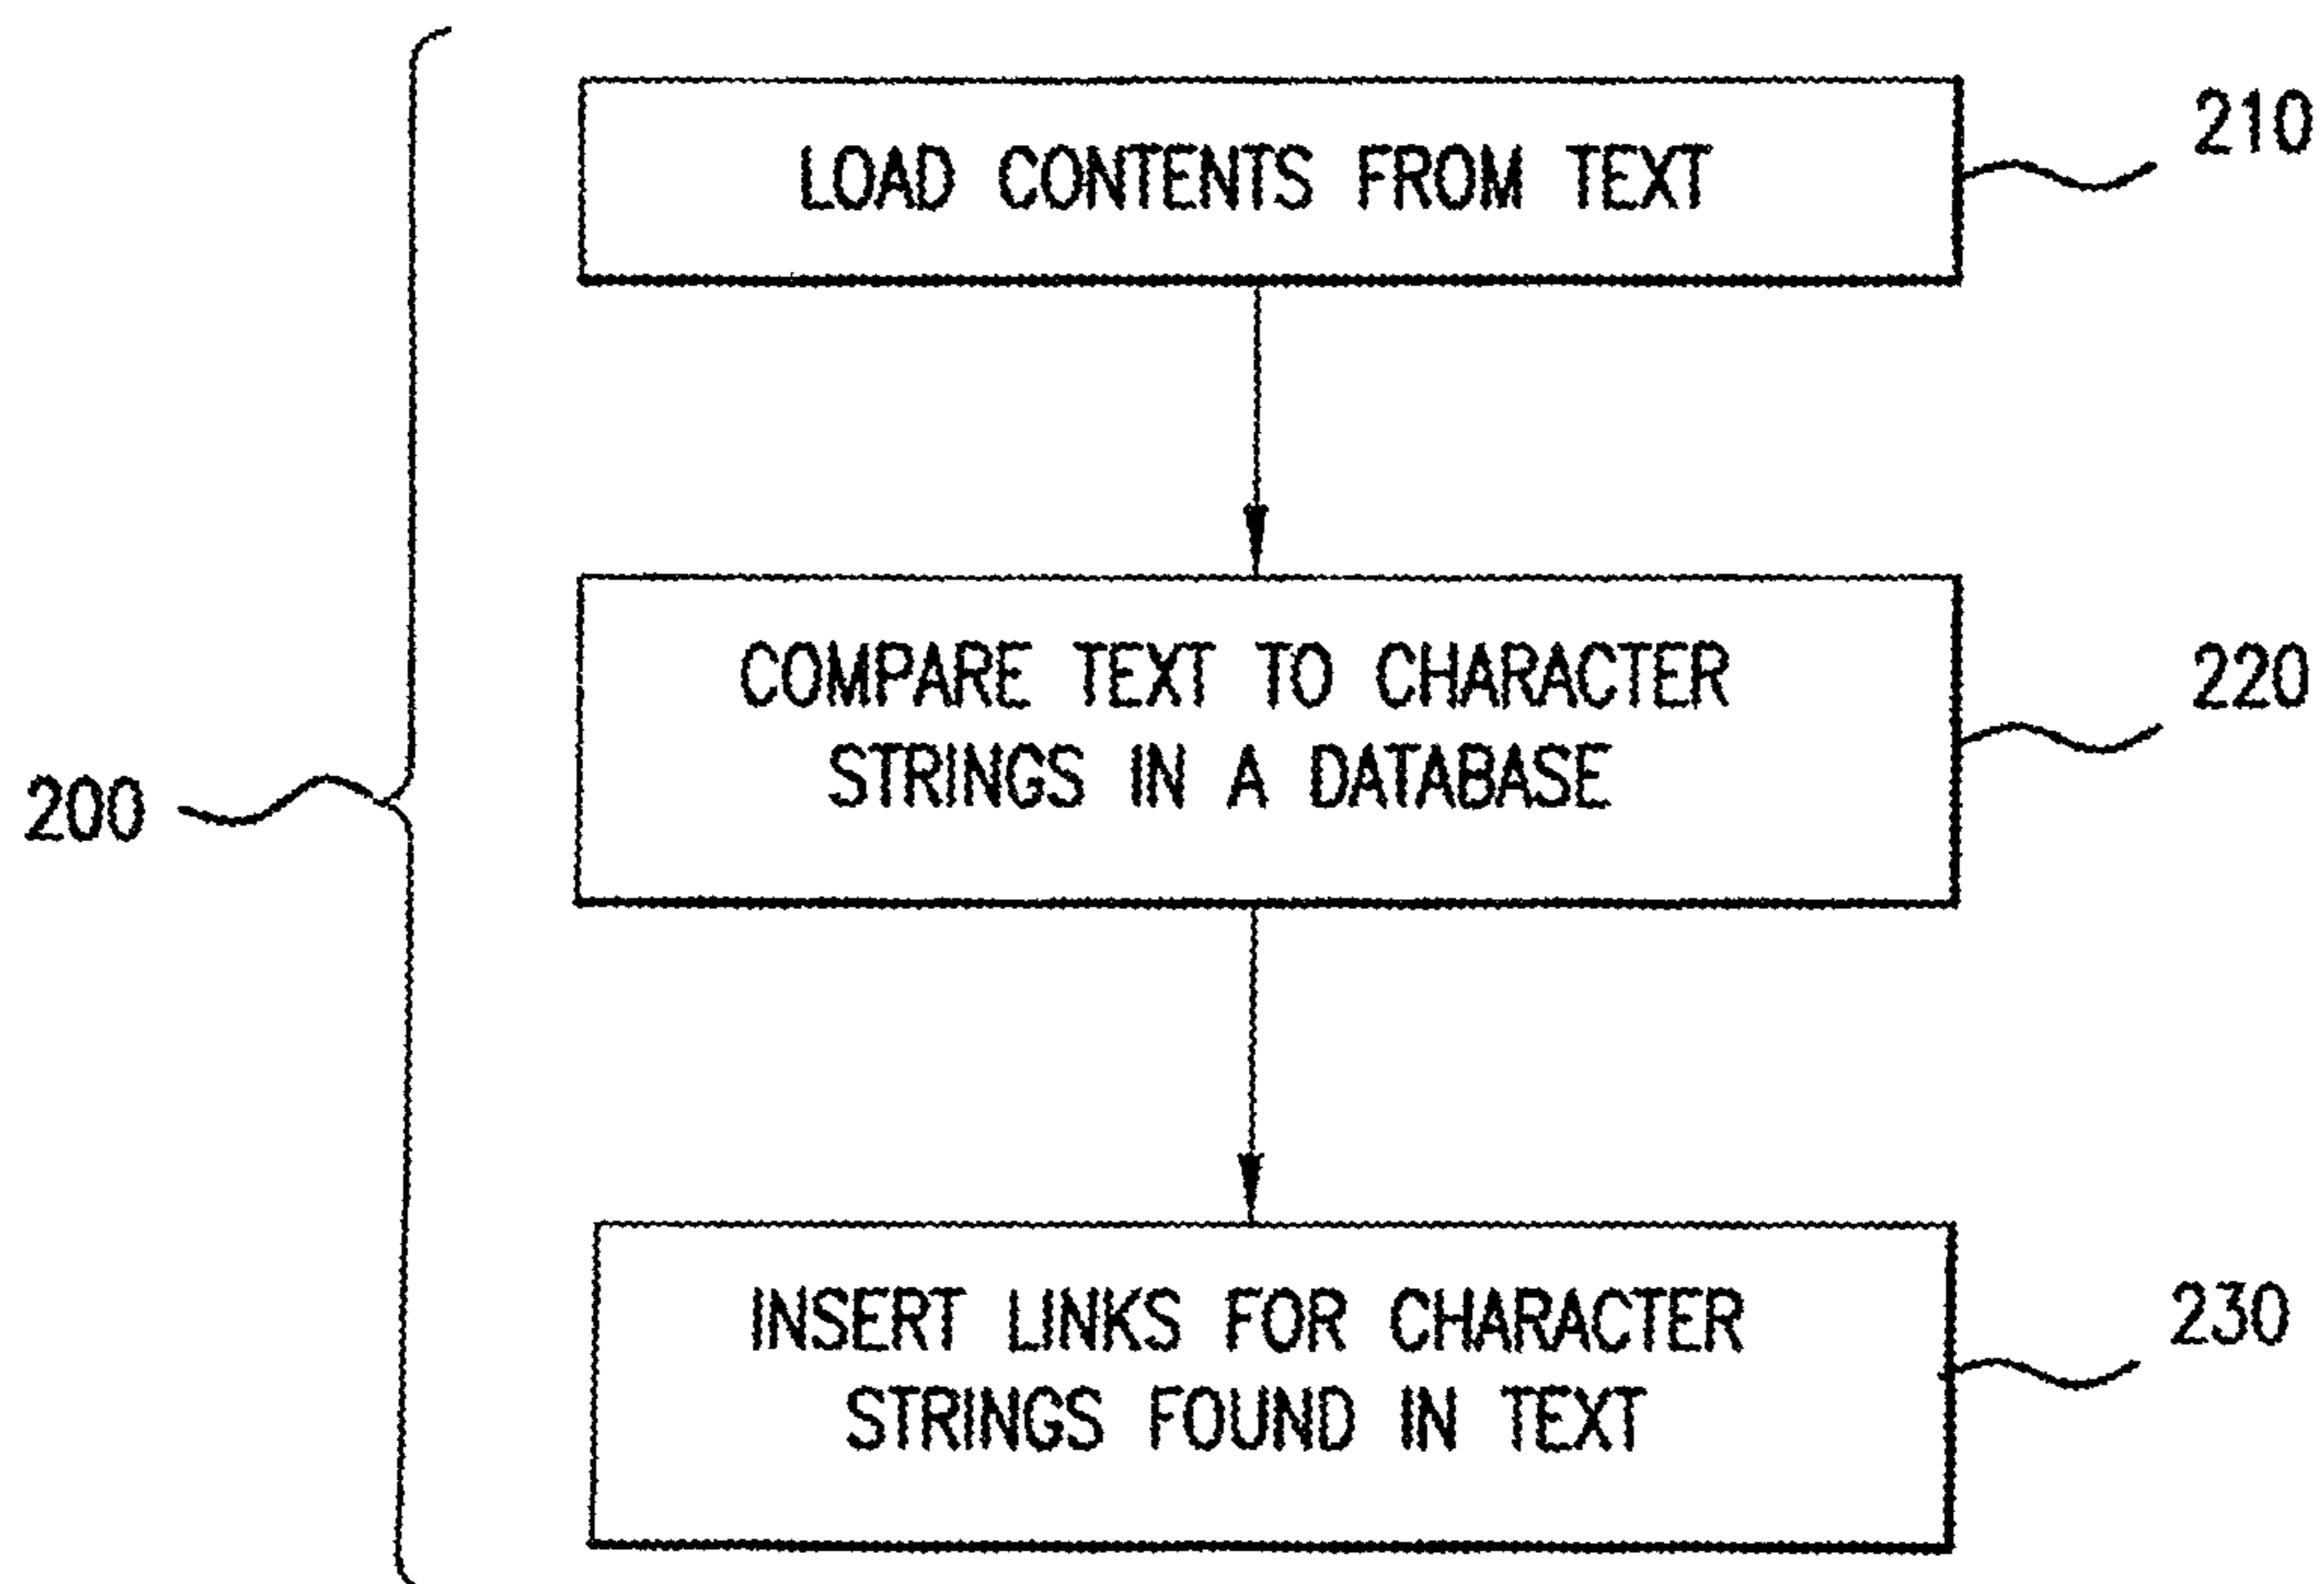 LOAD CONTENTS FROM TEXT
210
COMPARE TEXT TO CHARACTER
STRINGS IN A DATABASE
220
200
INSERT LINKS FOR CHARACTER
STRINGS FOUND IN TEXT
230